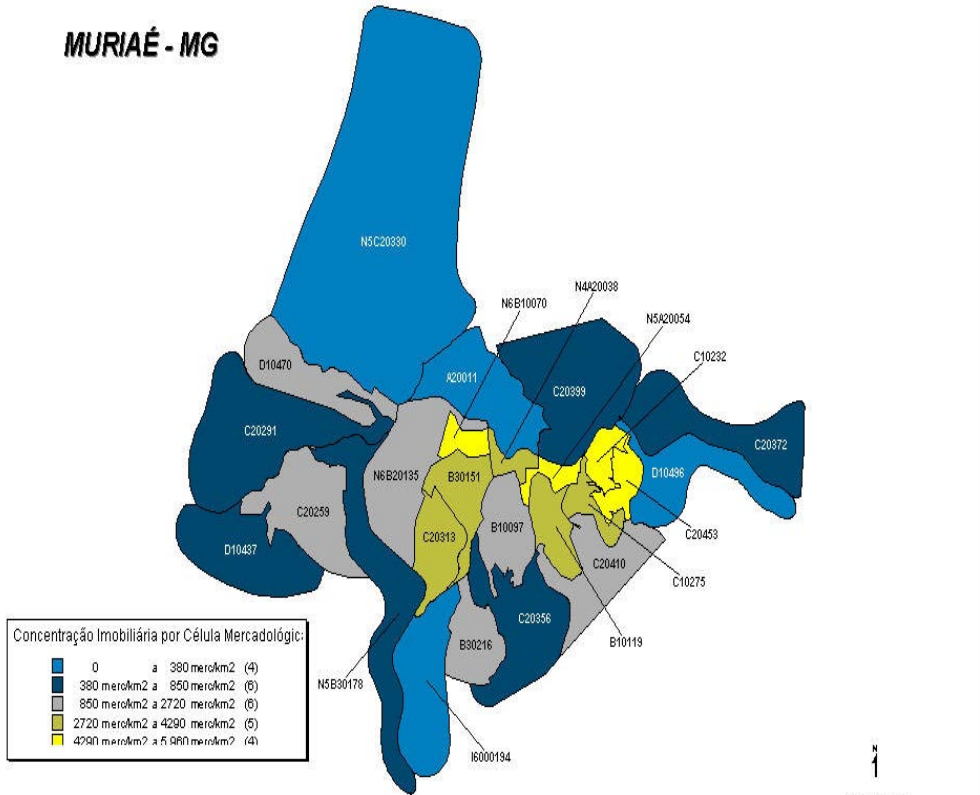 MURIAÉ - MG
N5C20330
N4A20038
N6B10070
N5A20054
C10232
D10470
A20011
C20399
C20291
C20372
N6B20135
B30151
D10496
C20259
B10097
C20453
D10437
C20313
C20410
C10275
C20356
B10119
B30216
N5B30178
I6000194
Concentração Imobiliária por Célula Mercadológic
0 a 380 merc/km2 (4)
380 merc/km2 a 850 merc/km2 (6)
850 merc/km2 a 2720 merc/km2 (6)
2720 merc/km2 a 4290 merc/km2 (5)
4290 merc/km2 a 5.960 merc/km2 (4)
N